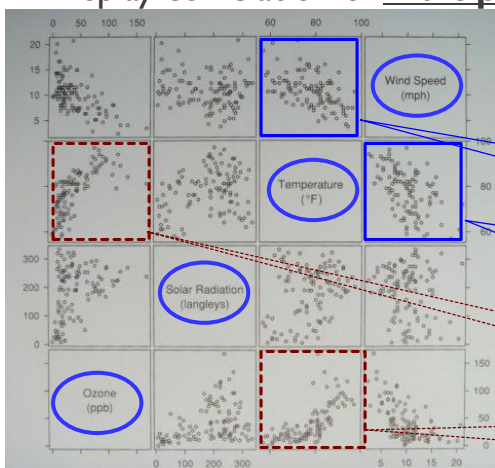 0 50 100 150
60 80 100
20
15
10
5
Wind Speed
(mph)
100
Temperature
(°F)
80
60
300
200
100
0
Solar Radiation
(langleys)
Ozone
(ppb)
150
100
50
0
0 100 200 300
5 10 15 20